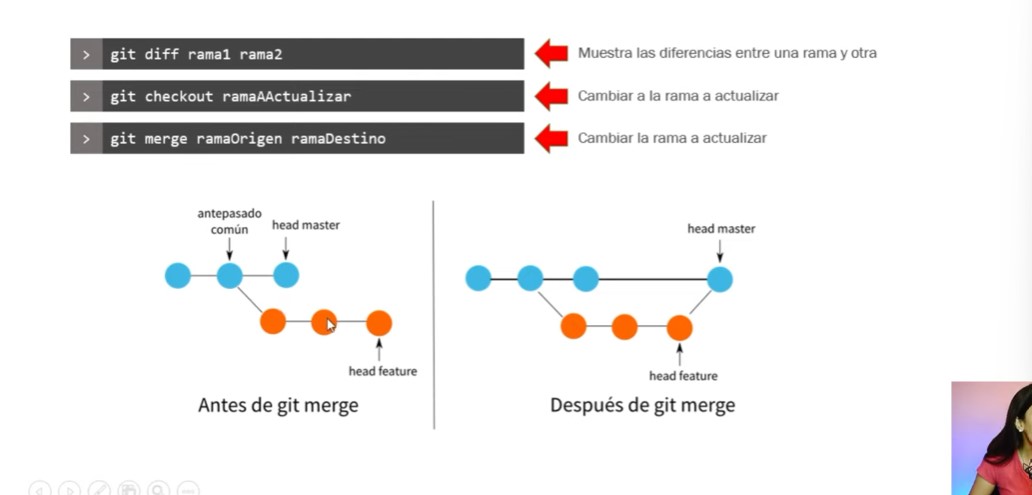 > git diff rama1 rama2
Muestra las diferencias entre una rama y otra
> git checkout ramaAActualizar
Cambiar a la rama a actualizar
> git merge ramaOrigen ramaDestino
Cambiar la rama a actualizar
antepasado
común
head master
head feature
Antes de git merge
head master
head feature
Después de git merge